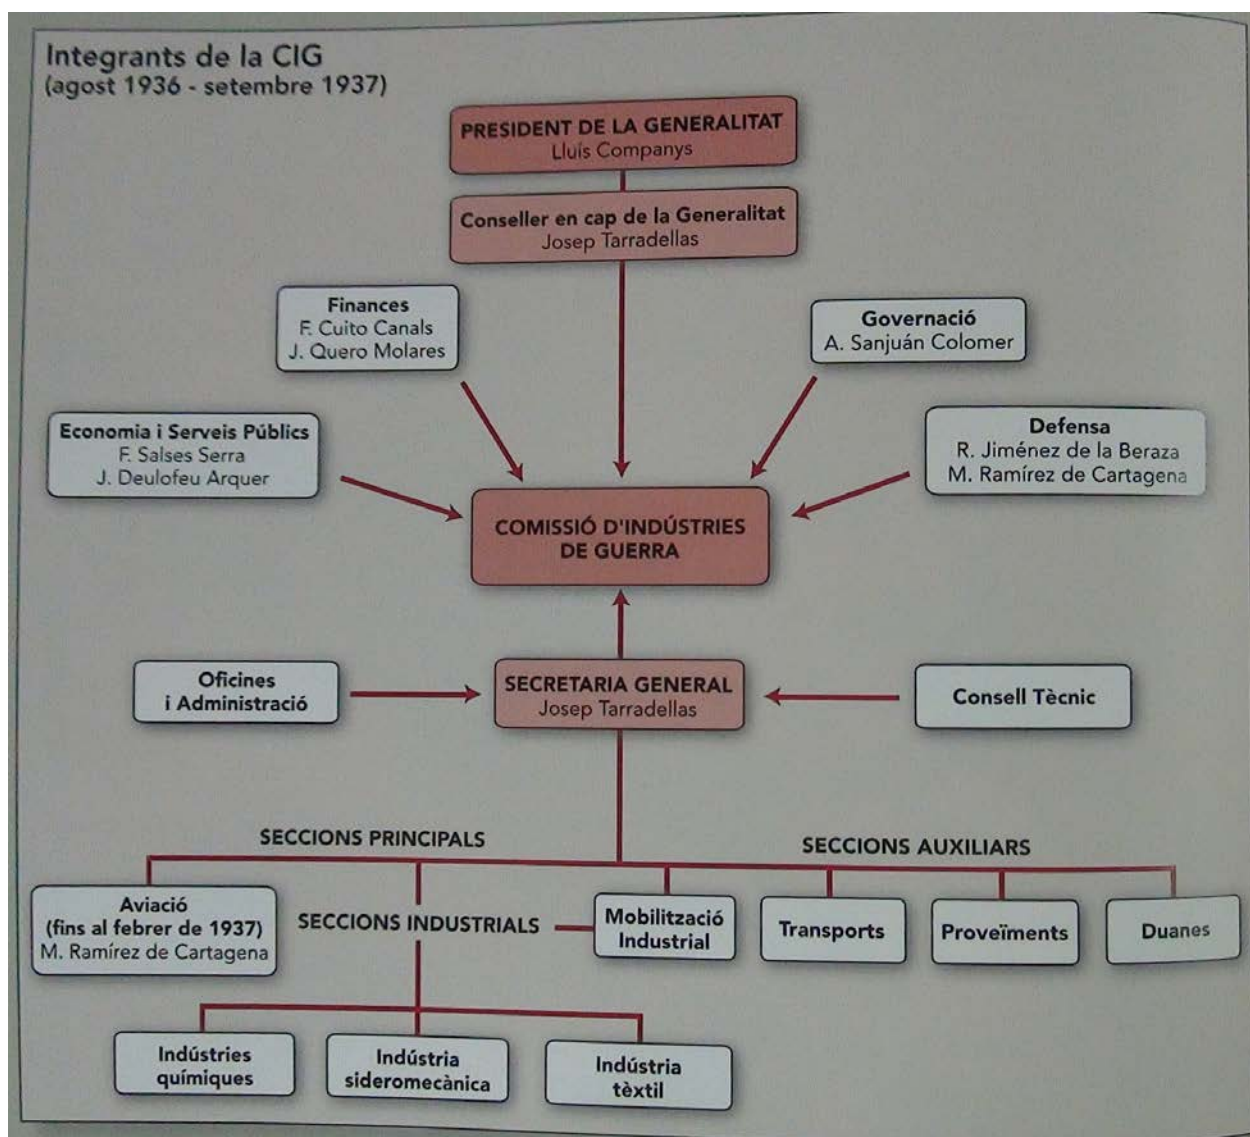 Integrants de la CIG
(agost 1936 - setembre 1937)
PRESIDENT DE LA GENERALITAT
Lluís Companys
Conseller en cap de la Generalitat
Josep Tarradellas
Finances
F. Cuito Canals
J. Quero Molares
Governació
A. Sanjuán Colomer
Economia i Serveis Públics
F. Salses Serra
J. Deulofeu Arquer
Defensa
R. Jiménez de la Beraza
M. Ramírez de Cartagena
COMISSIÓ D'INDÚSTRIES
DE GUERRA
Oficines
i Administració
SECRETARIA GENERAL
Josep Tarradellas
Consell Tècnic
SECCIONS PRINCIPALS
SECCIONS AUXILIARS
Aviació
(fins al febrer de 1937)
M. Ramírez de Cartagena
SECCIONS INDUSTRIALS
Mobilització
Industrial
Transports
Proveïments
Duanes
Indústries
químiques
Indústria
sideromecànica
Indústria
tèxtil